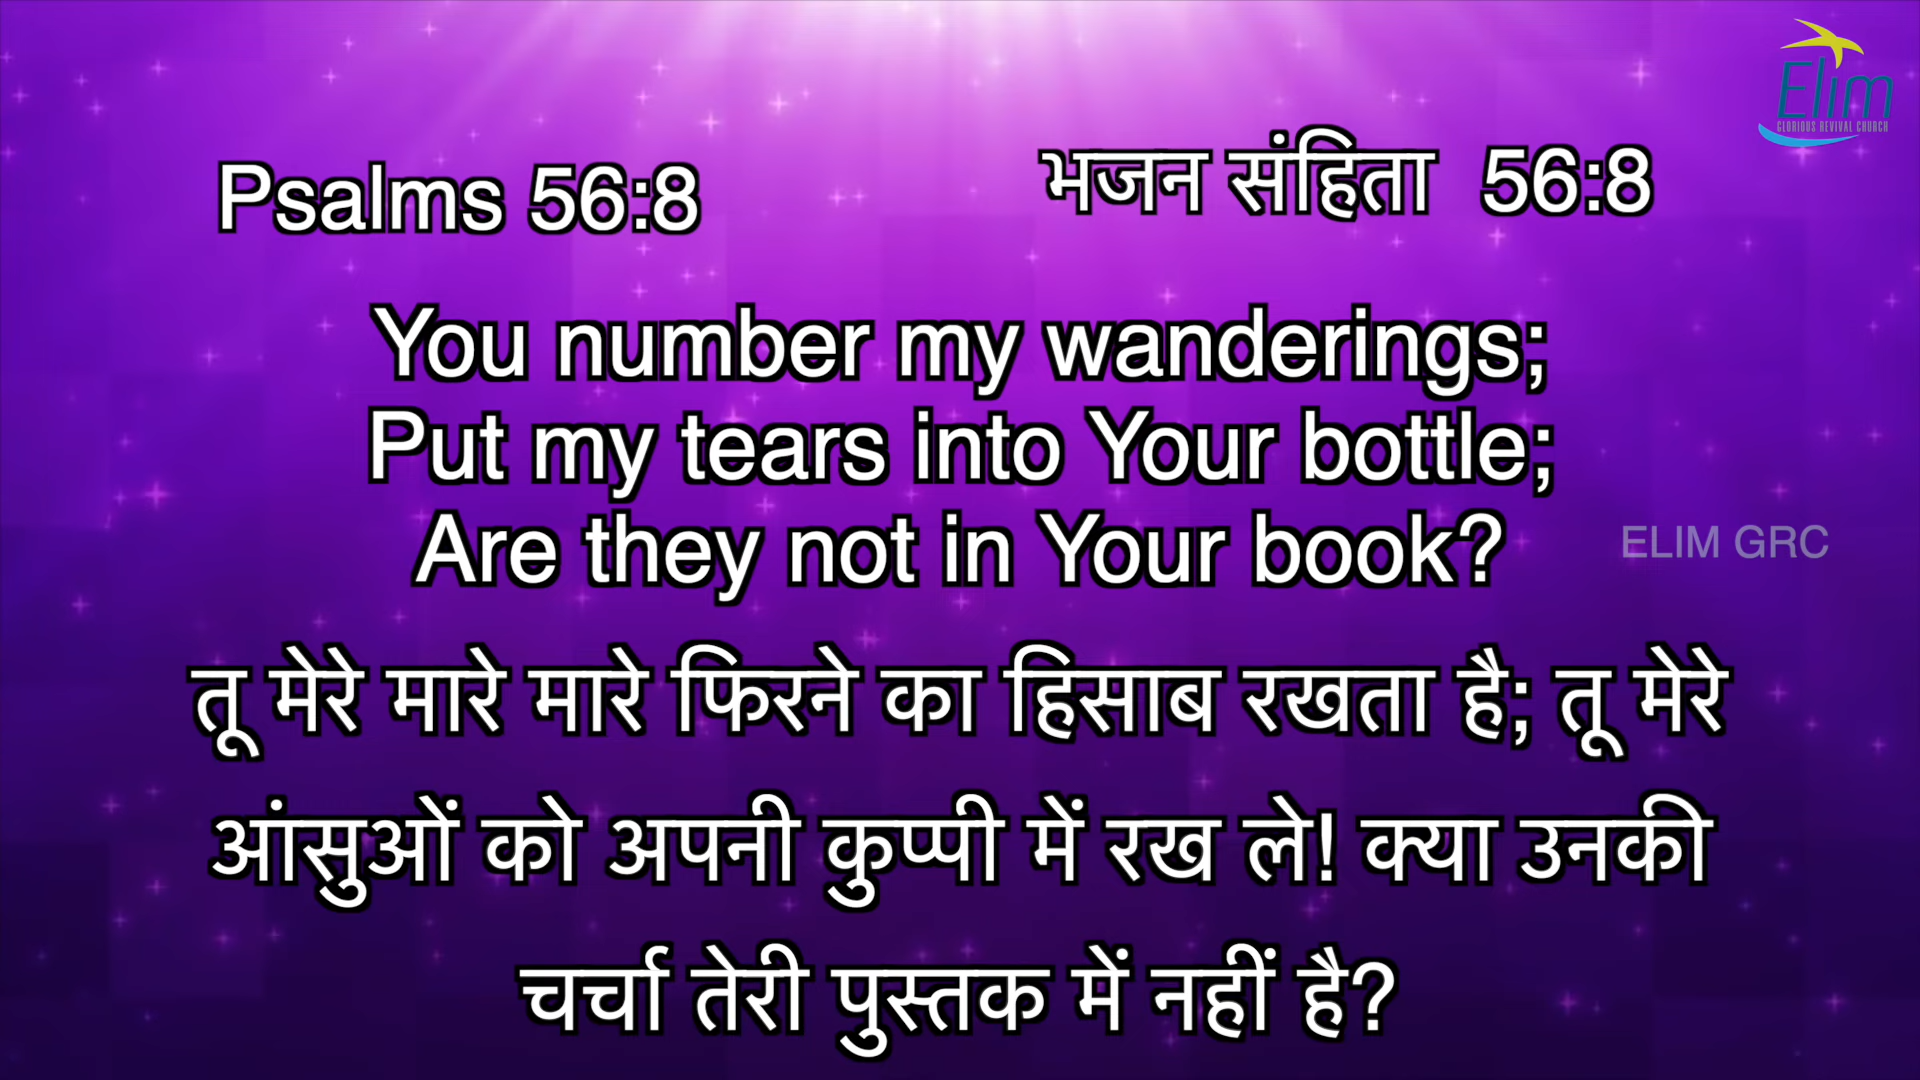 Elim
GLORIOUS REVIVAL CHURCH
Psalms 56:8
भजन संहिता 56:8
You number my wanderings;
Put my tears into Your bottle;
Are they not in Your book?
ELIM GRC
तू मेरे मारे मारे फिरने का हिसाब रखता है; तू मेरे
आंसुओं को अपनी कुप्पी में रख ले! क्या उनकी
चर्चा तेरी पुस्तक में नहीं है?